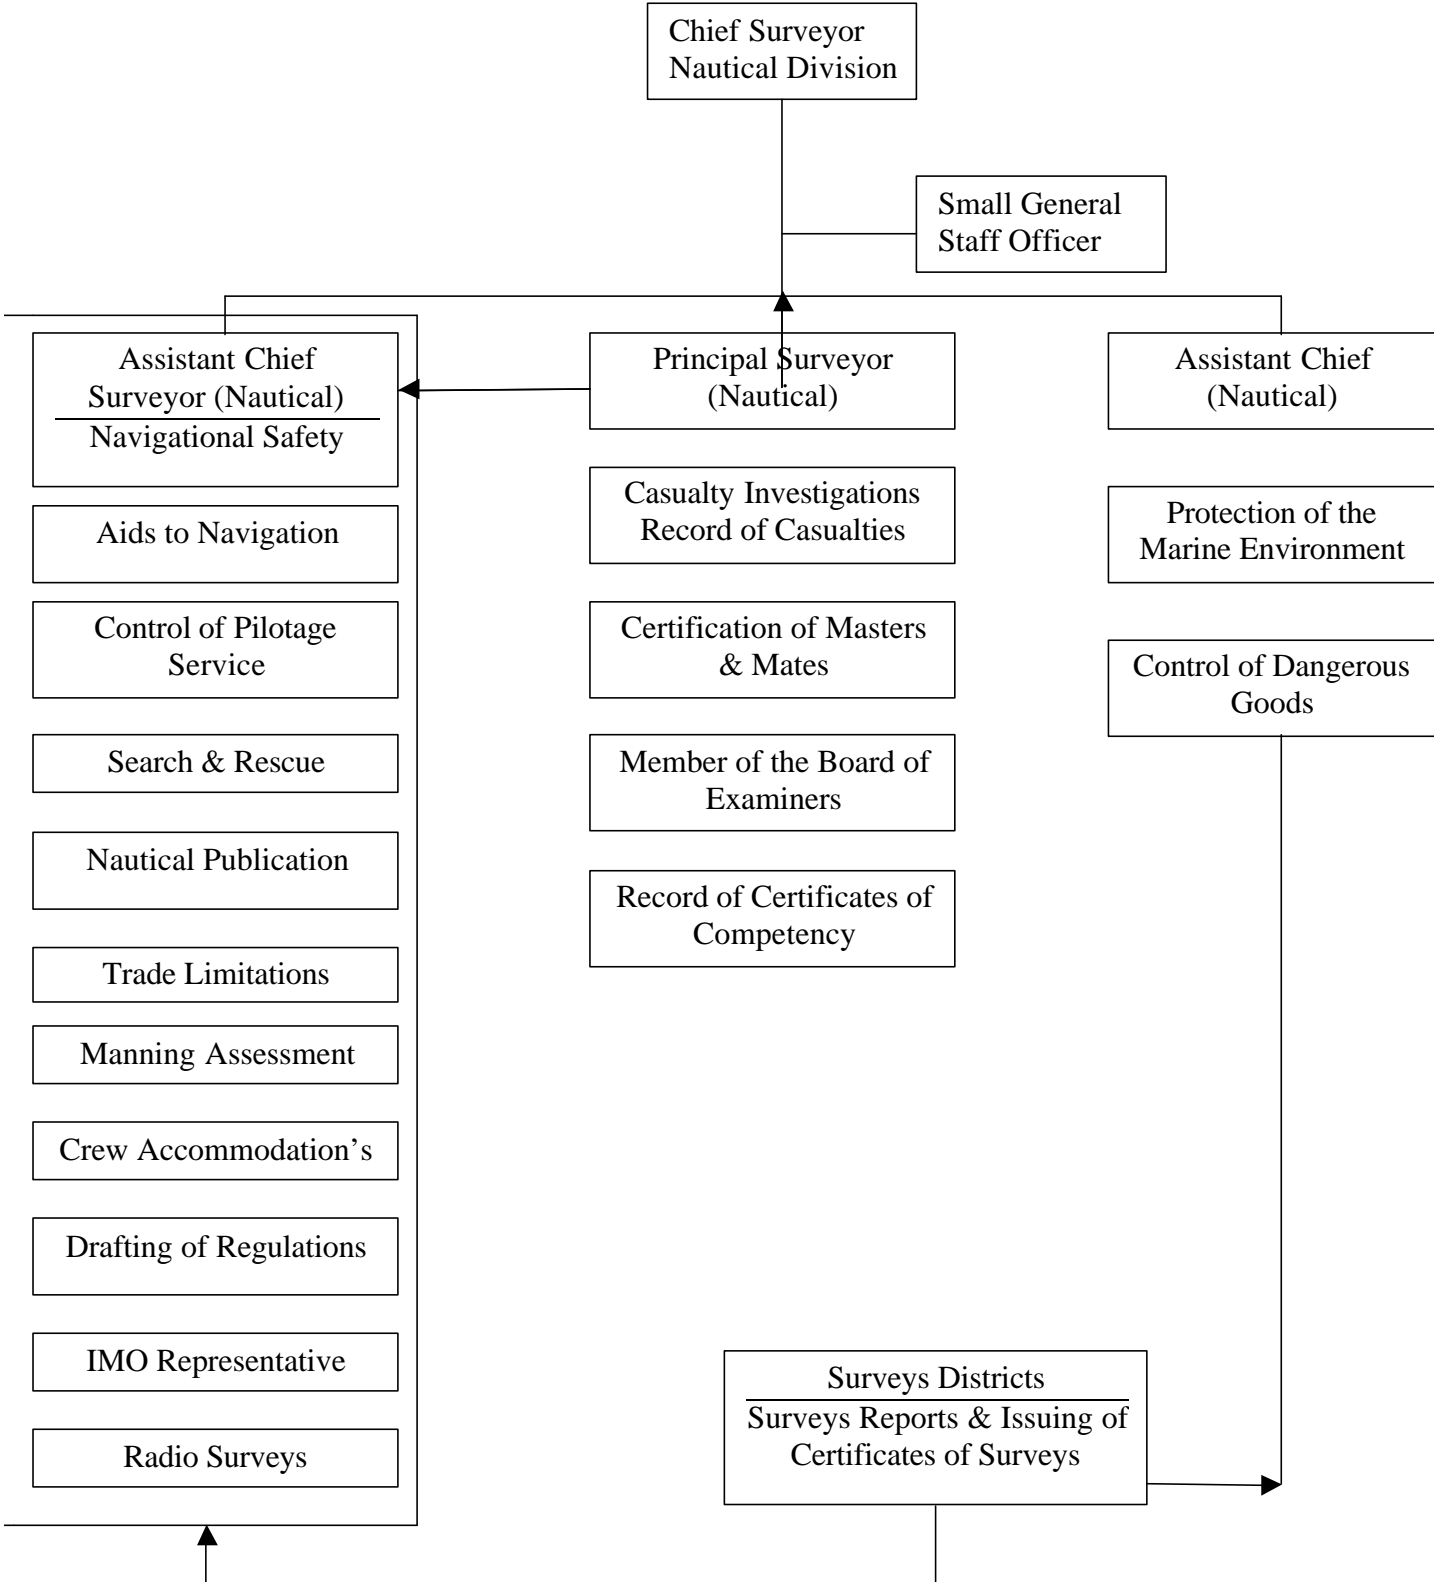 Chief Surveyor
Nautical Division
Small General
Staff Officer
Assistant Chief
Surveyor (Nautical)
Navigational Safety
Aids to Navigation
Control of Pilotage
Service
Search & Rescue
Nautical Publication
Trade Limitations
Manning Assessment
Crew Accommodation’s
Drafting of Regulations
IMO Representative
Radio Surveys
Principal Surveyor
(Nautical)
Casualty Investigations
Record of Casualties
Certification of Masters
& Mates
Member of the Board of
Examiners
Record of Certificates of
Competency
Assistant Chief
(Nautical)
Protection of the
Marine Environment
Control of Dangerous
Goods
Surveys Districts
Surveys Reports & Issuing of
Certificates of Surveys